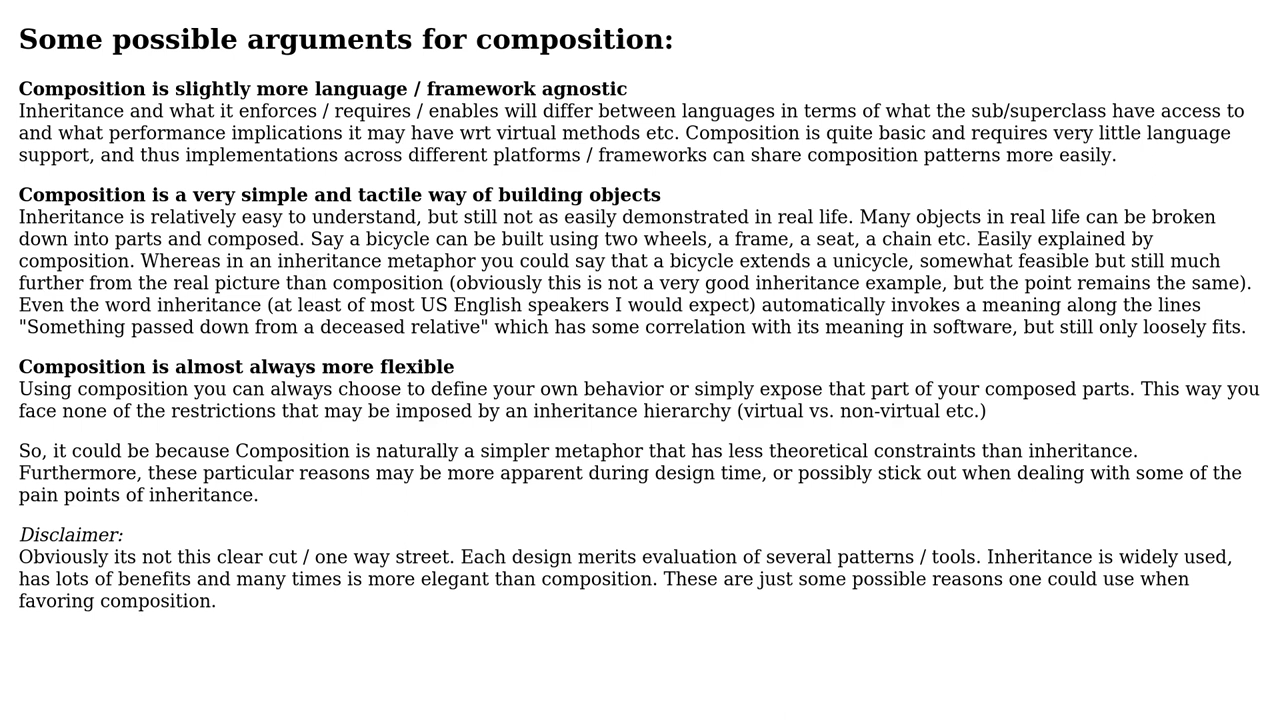 Some possible arguments for composition:
Composition is slightly more language / framework agnostic
Inheritance and what it enforces / requires / enables will differ between languages in terms of what the sub/superclass have access to
and what performance implications it may have wrt virtual methods etc. Composition is quite basic and requires very little language
support, and thus implementations across different platforms / frameworks can share composition patterns more easily.
Composition is a very simple and tactile way of building objects
Inheritance is relatively easy to understand, but still not as easily demonstrated in real life. Many objects in real life can be broken
down into parts and composed. Say a bicycle can be built using two wheels, a frame, a seat, a chain etc. Easily explained by
composition. Whereas in an inheritance metaphor you could say that a bicycle extends a unicycle, somewhat feasible but still much
further from the real picture than composition (obviously this is not a very good inheritance example, but the point remains the same).
Even the word inheritance (at least of most US English speakers I would expect) automatically invokes a meaning along the lines
"Something passed down from a deceased relative" which has some correlation with its meaning in software, but still only loosely fits.
Composition is almost always more flexible
Using composition you can always choose to define your own behavior or simply expose that part of your composed parts. This way you
face none of the restrictions that may be imposed by an inheritance hierarchy (virtual vs. non-virtual etc.)
So, it could be because Composition is naturally a simpler metaphor that has less theoretical constraints than inheritance.
Furthermore, these particular reasons may be more apparent during design time, or possibly stick out when dealing with some of the
pain points of inheritance.
Disclaimer:
Obviously its not this clear cut / one way street. Each design merits evaluation of several patterns / tools. Inheritance is widely used,
has lots of benefits and many times is more elegant than composition. These are just some possible reasons one could use when
favoring composition.